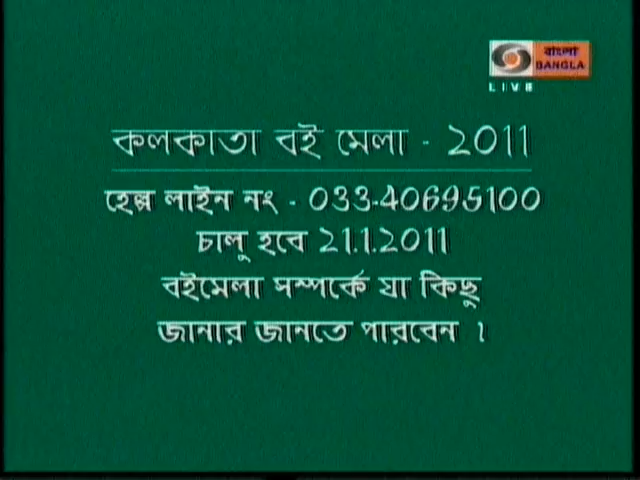 বাংলা
BANGLA
LIVE
কলকাতা বই মেলা - 2011
হেল্প লাইন নং - 033-40695100
চালু হবে 21.1.2011
বইমেলা সম্পর্কে যা কিছু
জানার জানতে পারবেন ।